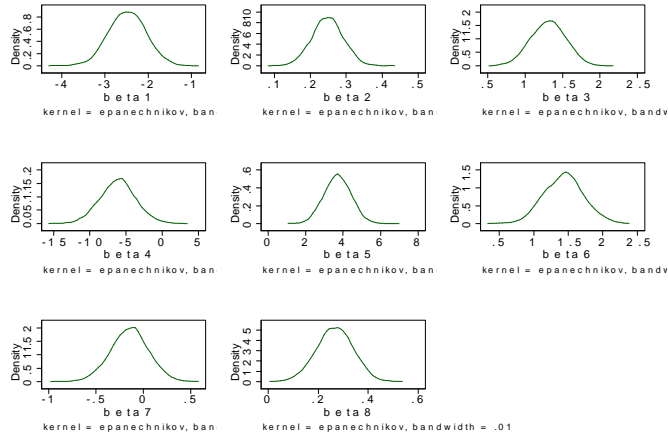 Density
0 .2 .4 .6 .8
-4 -3 -2 -1
beta1
kernel = epanechnikov, ban
Density
0 2 4 6 8 10
.1 .2 .3 .4 .5
beta2
kernel = epanechnikov, ban
Density
0 .5 1 1.5 2
.5 1 1.5 2 2.5
beta3
kernel = epanechnikov, bandw
Density
0 .05 .1 .15 .2
-15 -10 -5 0 5
beta4
kernel = epanechnikov, ban
Density
0 .2 .4 .6
0 2 4 6 8
beta5
kernel = epanechnikov, ban
Density
0 .5 1 1.5
.5 1 1.5 2 2.5
beta6
kernel = epanechnikov, bandw
Density
0 .5 1 1.5 2
-1 -.5 0 .5
beta7
kernel = epanechnikov, ban
Density
0 1 2 3 4 5
0 .2 .4 .6
beta8
kernel = epanechnikov, bandwidth = .01